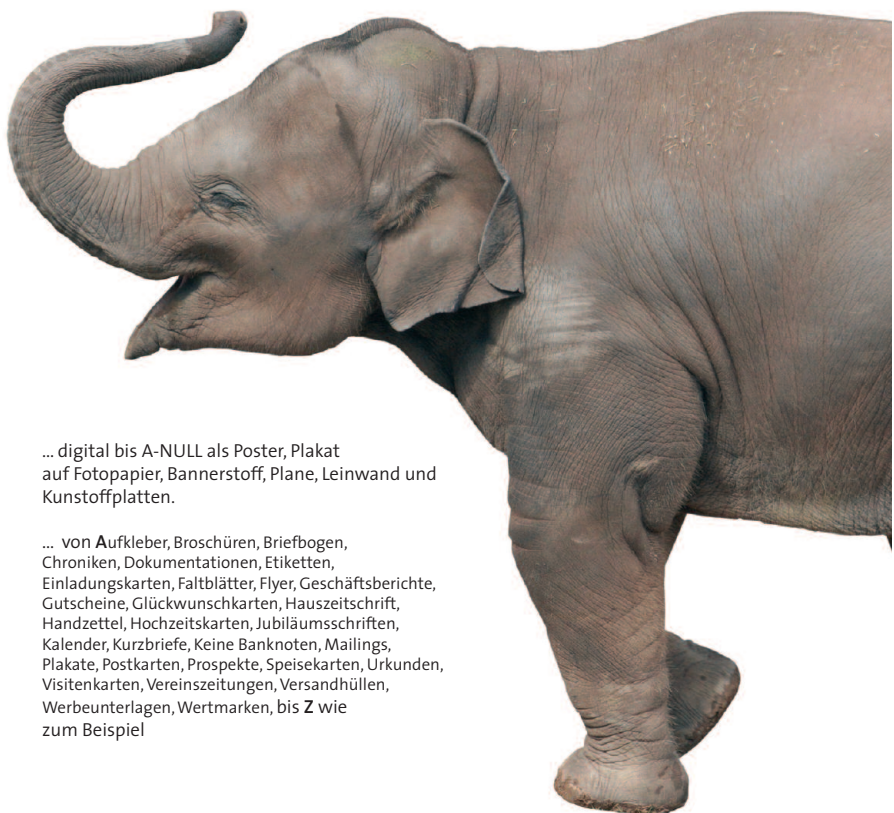 ... digital bis A-NULL als Poster, Plakat
auf Fotopapier, Bannerstoff, Plane, Leinwand und
Kunstoffplatten.
... von Aufkleber, Broschüren, Briefbogen,
Chroniken, Dokumentationen, Etiketten,
Einladungskarten, Faltblätter, Flyer, Geschäftsberichte,
Gutscheine, Glückwunschkarten, Hauszeitschrift,
Handzettel, Hochzeitskarten, Jubiläumsschriften,
Kalender, Kurzbriefe, Keine Banknoten, Mailings,
Plakate, Postkarten, Prospekte, Speisekarten, Urkunden,
Visitenkarten, Vereinszeitungen, Versandhüllen,
Werbeunterlagen, Wertmarken, bis Z wie
zum Beispiel